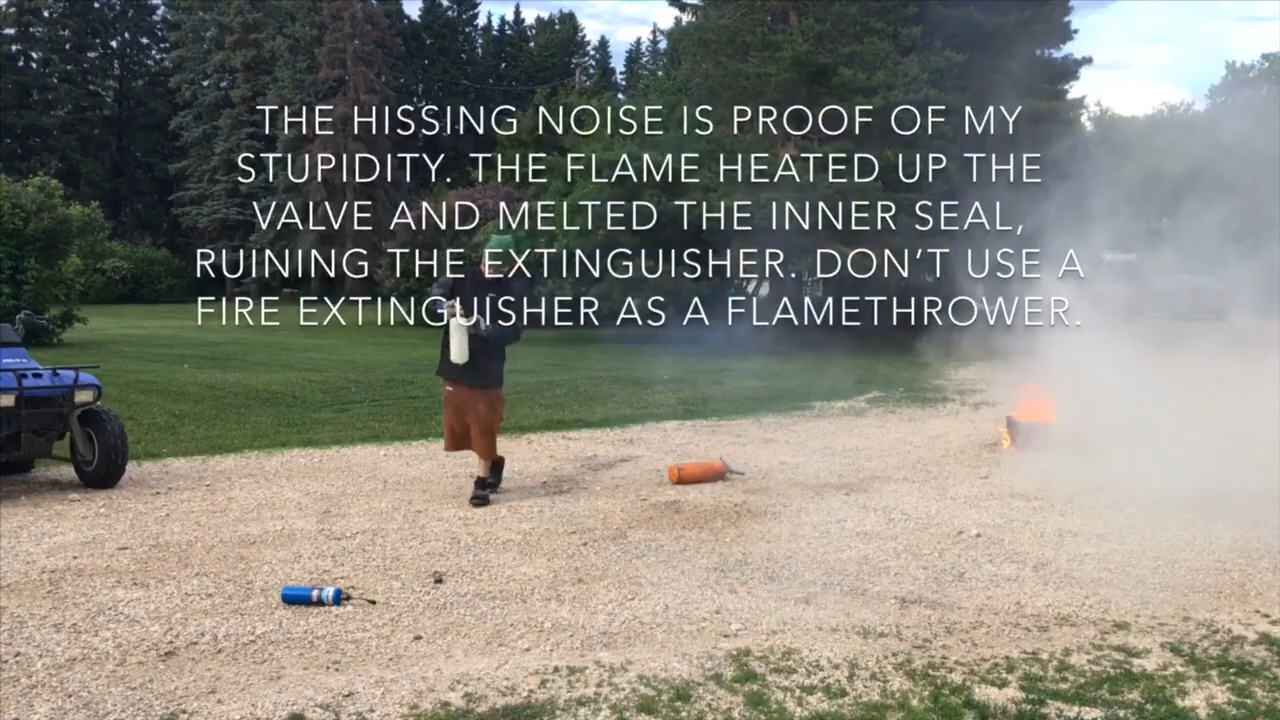 THE HISSING NOISE IS PROOF OF MY
STUPIDITY. THE FLAME HEATED UP THE
VALVE AND MELTED THE INNER SEAL,
RUINING THE EXTINGUISHER. DON'T USE A
FIRE EXTINGUISHER AS A FLAMETHROWER.